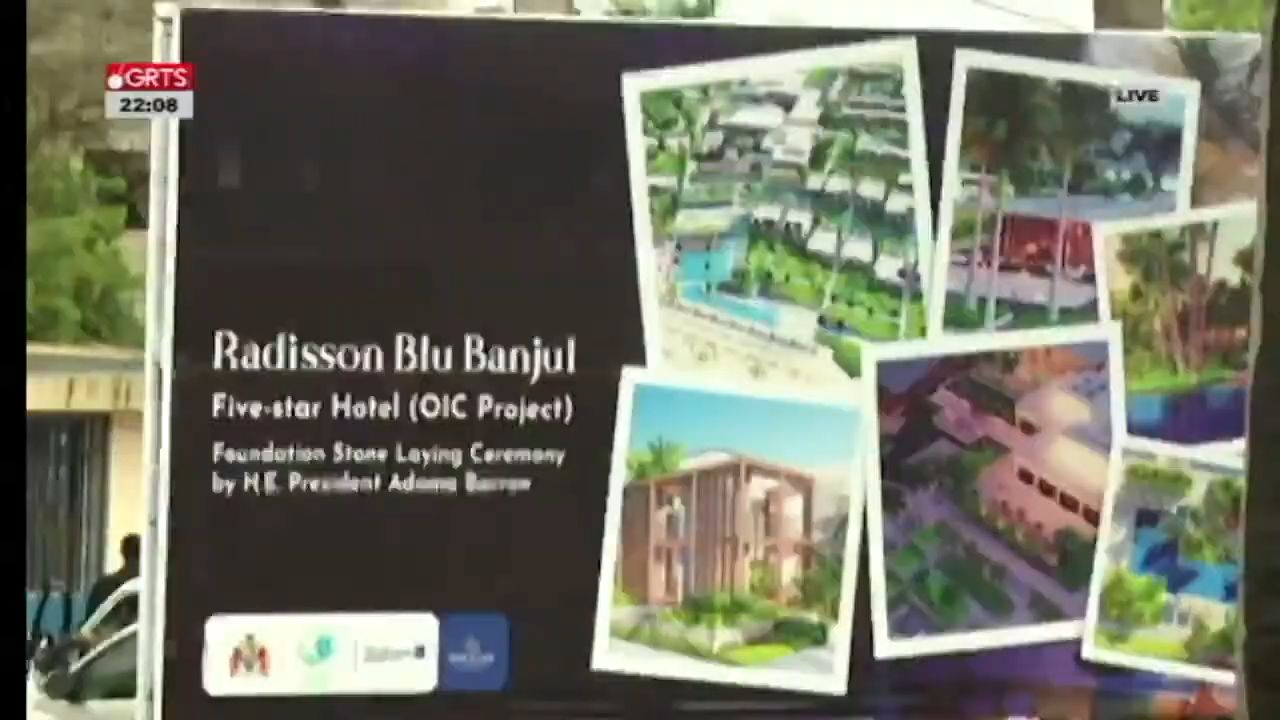 GRTS
22:08
LIVE
Radisson Blu Banjul
Five-star Hotel (OIC Project)
Foundation Stone Laying Ceremony
by H.E. President Adama Barrow